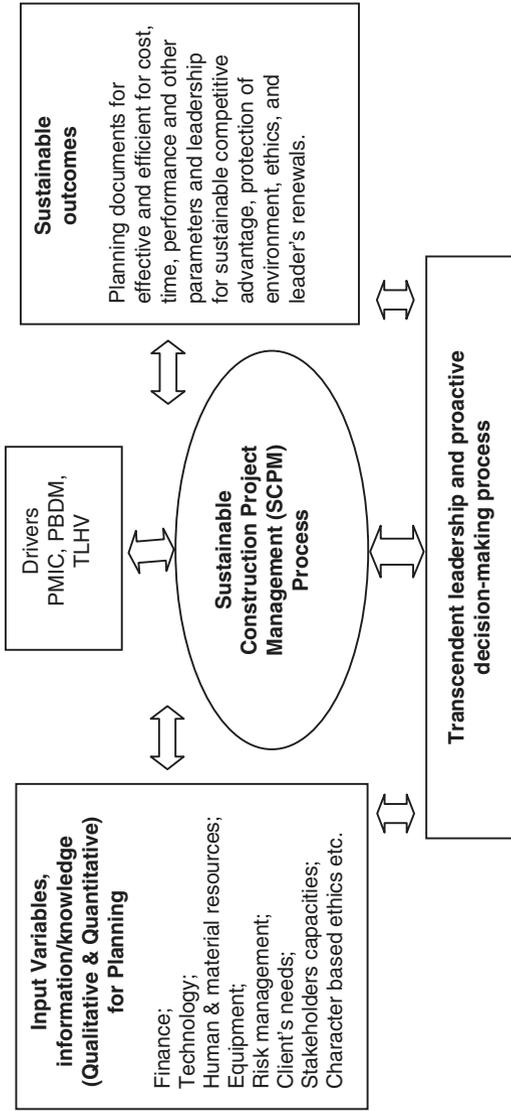 Input Variables,
information/knowledge
(Qualitative & Quantitative)
for Planning
Finance;
Technology;
Human & material resources;
Equipment;
Risk management;
Client's needs;
Stakeholders capacities;
Character based ethics etc.
Drivers
PMIC, PBDM,
TLHV
Sustainable
Construction Project
Management (SCPM)
Process
Sustainable
outcomes
Planning documents for
effective and efficient for cost,
time, performance and other
parameters and leadership
for sustainable competitive
advantage, protection of
environment, ethics, and
leader's renewals.
Transcendent leadership and proactive
decision-making process